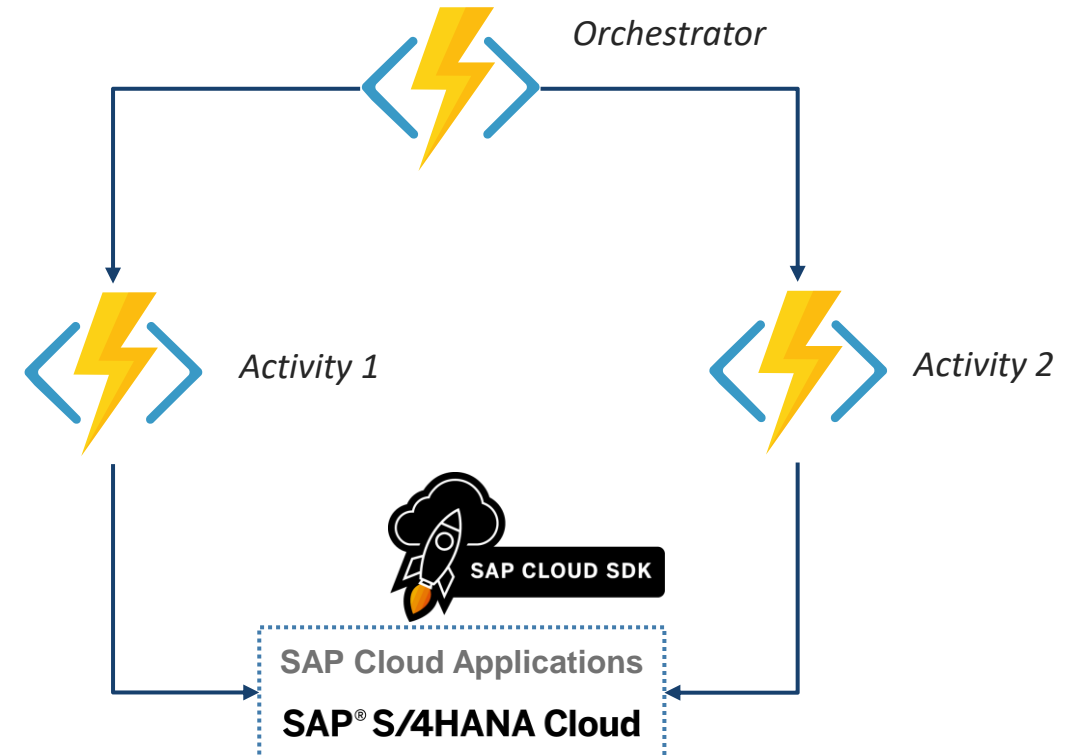 Orchestrator
Activity 1
Activity 2
SAP CLOUD SDK
SAP Cloud Applications
SAP® S/4HANA Cloud